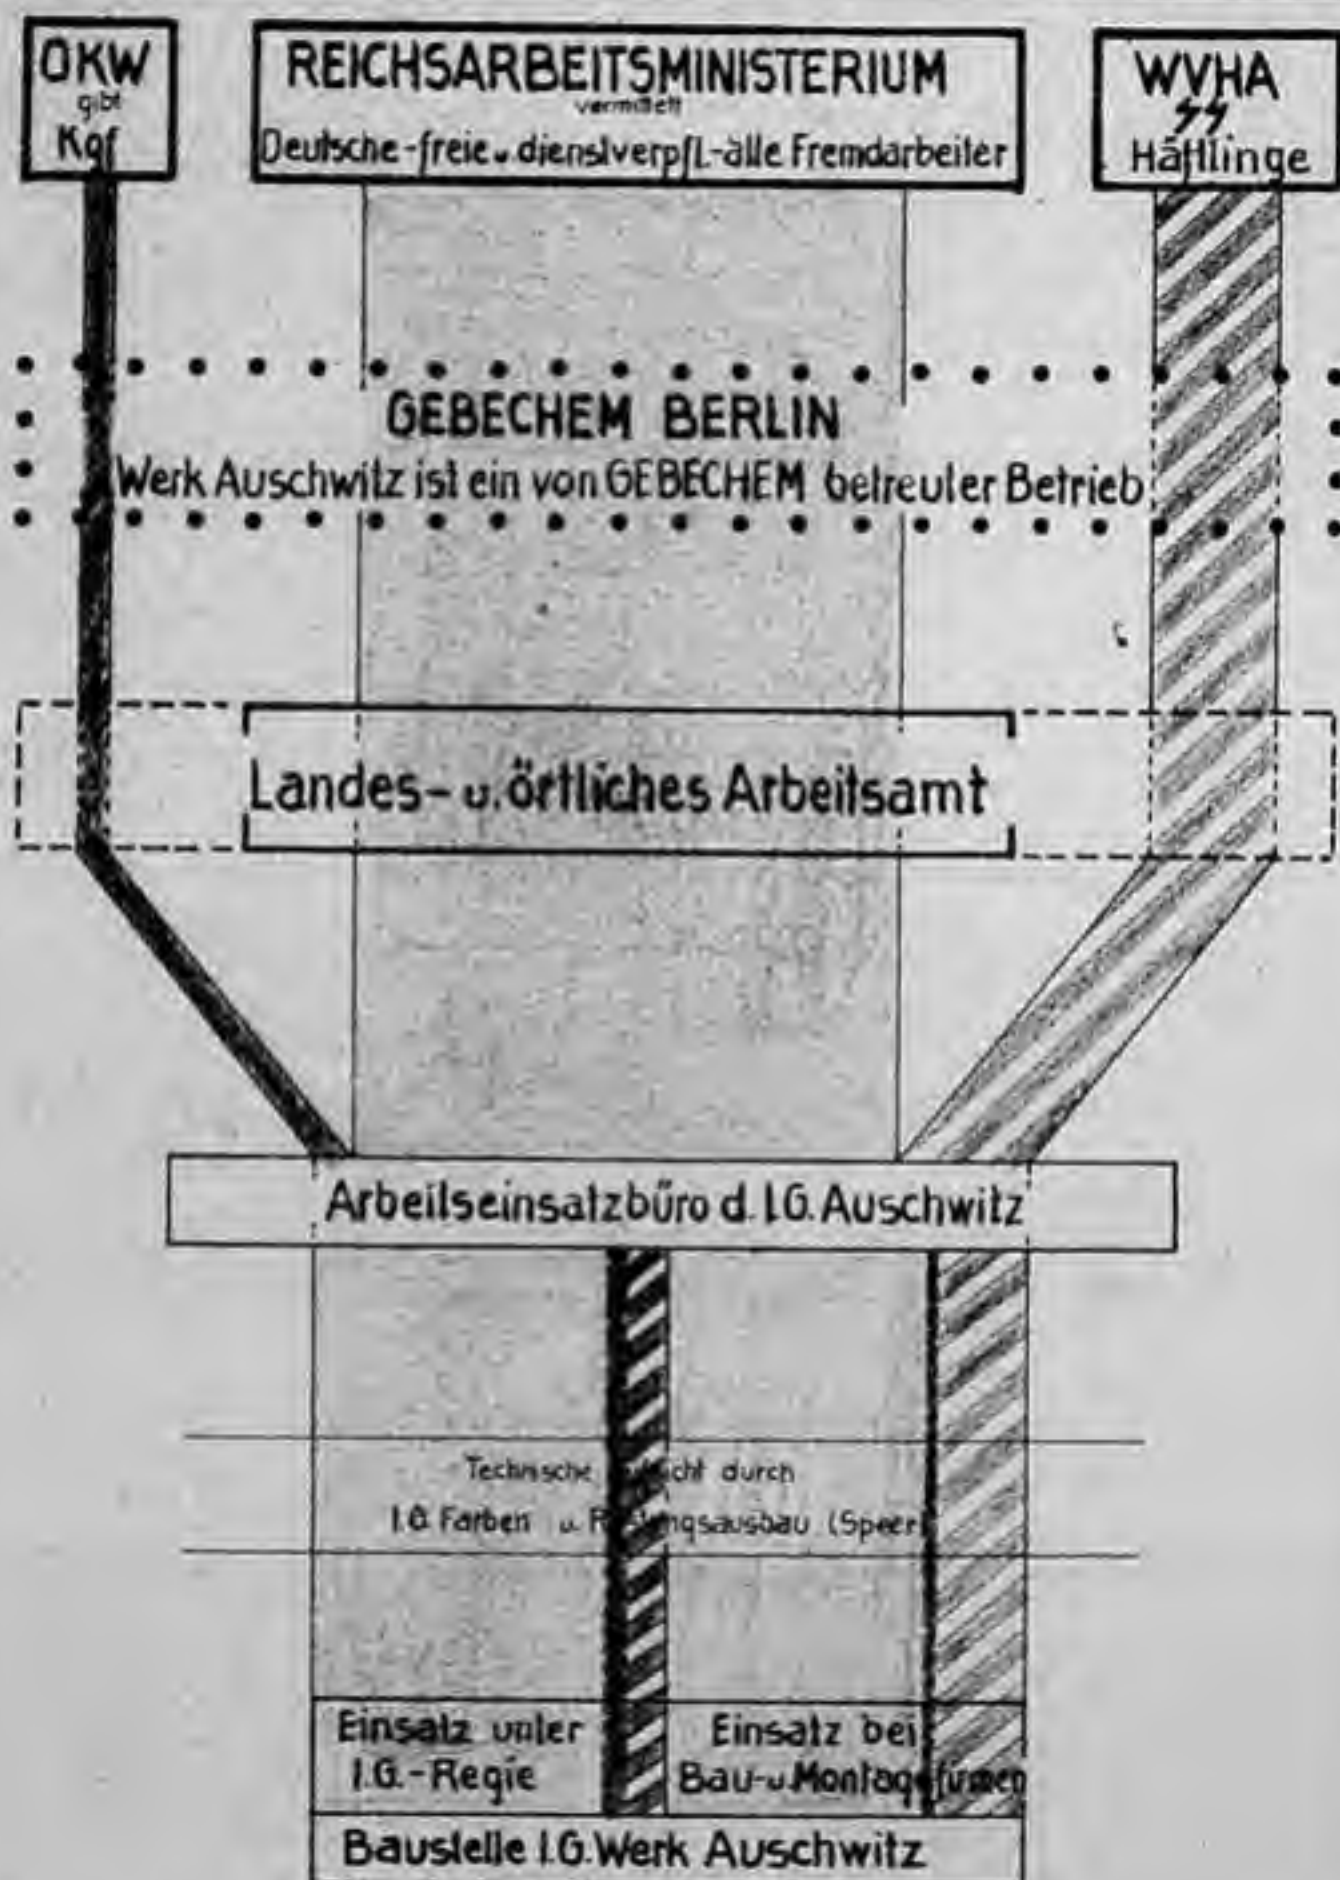 OKW
gibt
Kgf
REICHSARBEITSMINISTERIUM
vermittelt
Deutsche-freie u. dienstverpfl.-alle Fremdarbeiter
WVHA
SS
Häftlinge
GEBECHEM BERLIN
Werk Auschwitz ist ein von GEBECHEM betreuter Betrieb
Landes- u. örtliches Arbeitsamt
Arbeitseinsatzbüro d. I.G. Auschwitz
Technische durch
I.G. Farben u. (Speer)
Einsatz unter
I.G.-Regie
Einsatz bei
Bau- u. Montagefirmen
Baustelle I.G. Werk Auschwitz